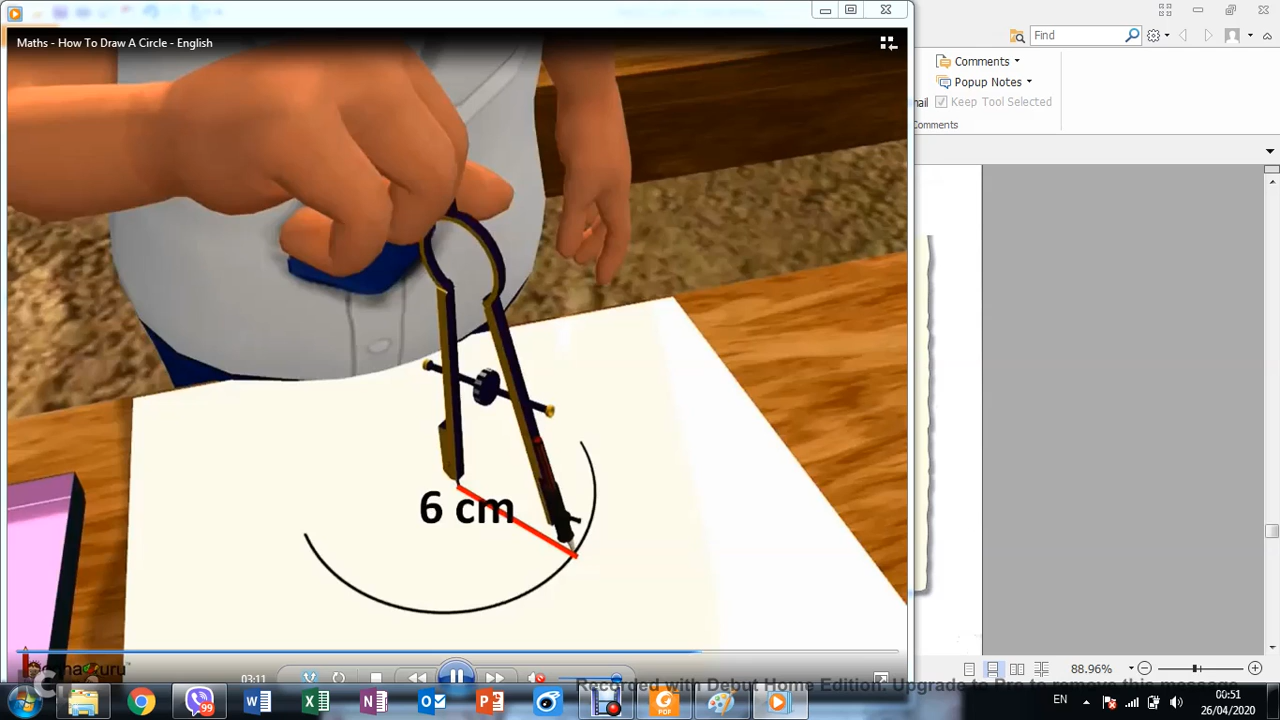 Maths - How To Draw A Circle - English
Find
Comments
Popup Notes
Keep Tool Selected
Comments
6 cm
03:11
88.96%
Recorded with Debut Home Edition. Upgrade to Pro to remove this message
99
PDF
EN
00:51
26/04/2020